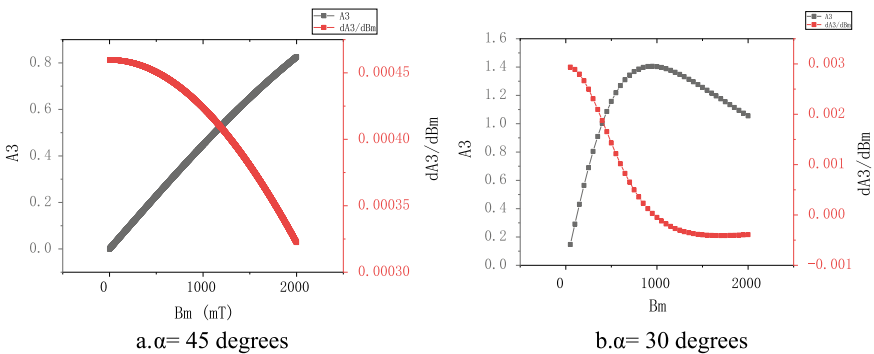 A3
dA3/dBm
A3
dA3/dBm
0.8
0.6
0.4
0.2
0.0
A3
0.00045
0.00040
0.00035
0.00030
dA3/dBm
0
1000
2000
Bm (mT)
1.6
1.4
1.2
1.0
0.8
0.6
0.4
0.2
0.0
A3
0.003
0.002
0.001
0.000
-0.001
dA3/dBm
0
1000
2000
Bm
a.α= 45 degrees
b.α= 30 degrees